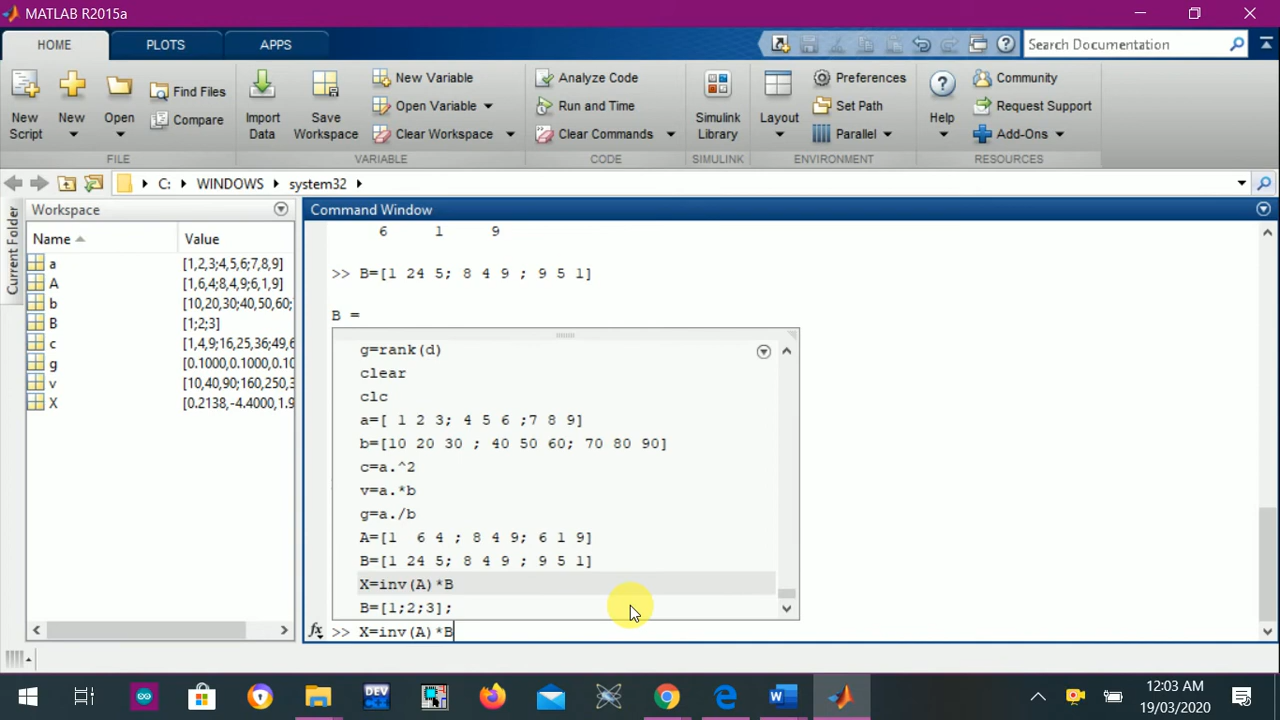 MATLAB R2015a
HOME PLOTS APPS Search Documentation
New Script New Open Find Files Compare Import Data Save Workspace New Variable Open Variable Clear Workspace Analyze Code Run and Time Clear Commands Simulink Library Layout Preferences Set Path Parallel Help Community Request Support Add-Ons
FILE VARIABLE CODE SIMULINK ENVIRONMENT RESOURCES
C: WINDOWS system32
Current Folder
Workspace
Name Value
a [1,2,3;4,5,6;7,8,9]
A [1,6,4;8,4,9;6,1,9]
b [10,20,30;40,50,60;
B [1;2;3]
c [1,4,9;16,25,36;49,6
g [0.1000,0.1000,0.10
v [10,40,90;160,250,3
X [0.2138,-4.4000,1.9
Command Window
6 1 9
>> B=[1 24 5; 8 4 9 ; 9 5 1]
B =
g=rank(d)
clear
clc
a=[ 1 2 3; 4 5 6 ;7 8 9]
b=[10 20 30 ; 40 50 60; 70 80 90]
c=a.^2
v=a.*b
g=a./b
A=[1  6 4 ; 8 4 9; 6 1 9]
B=[1 24 5; 8 4 9 ; 9 5 1]
X=inv(A)*B
B=[1;2;3];
fx >> X=inv(A)*B
DEV C++
12:03 AM
19/03/2020